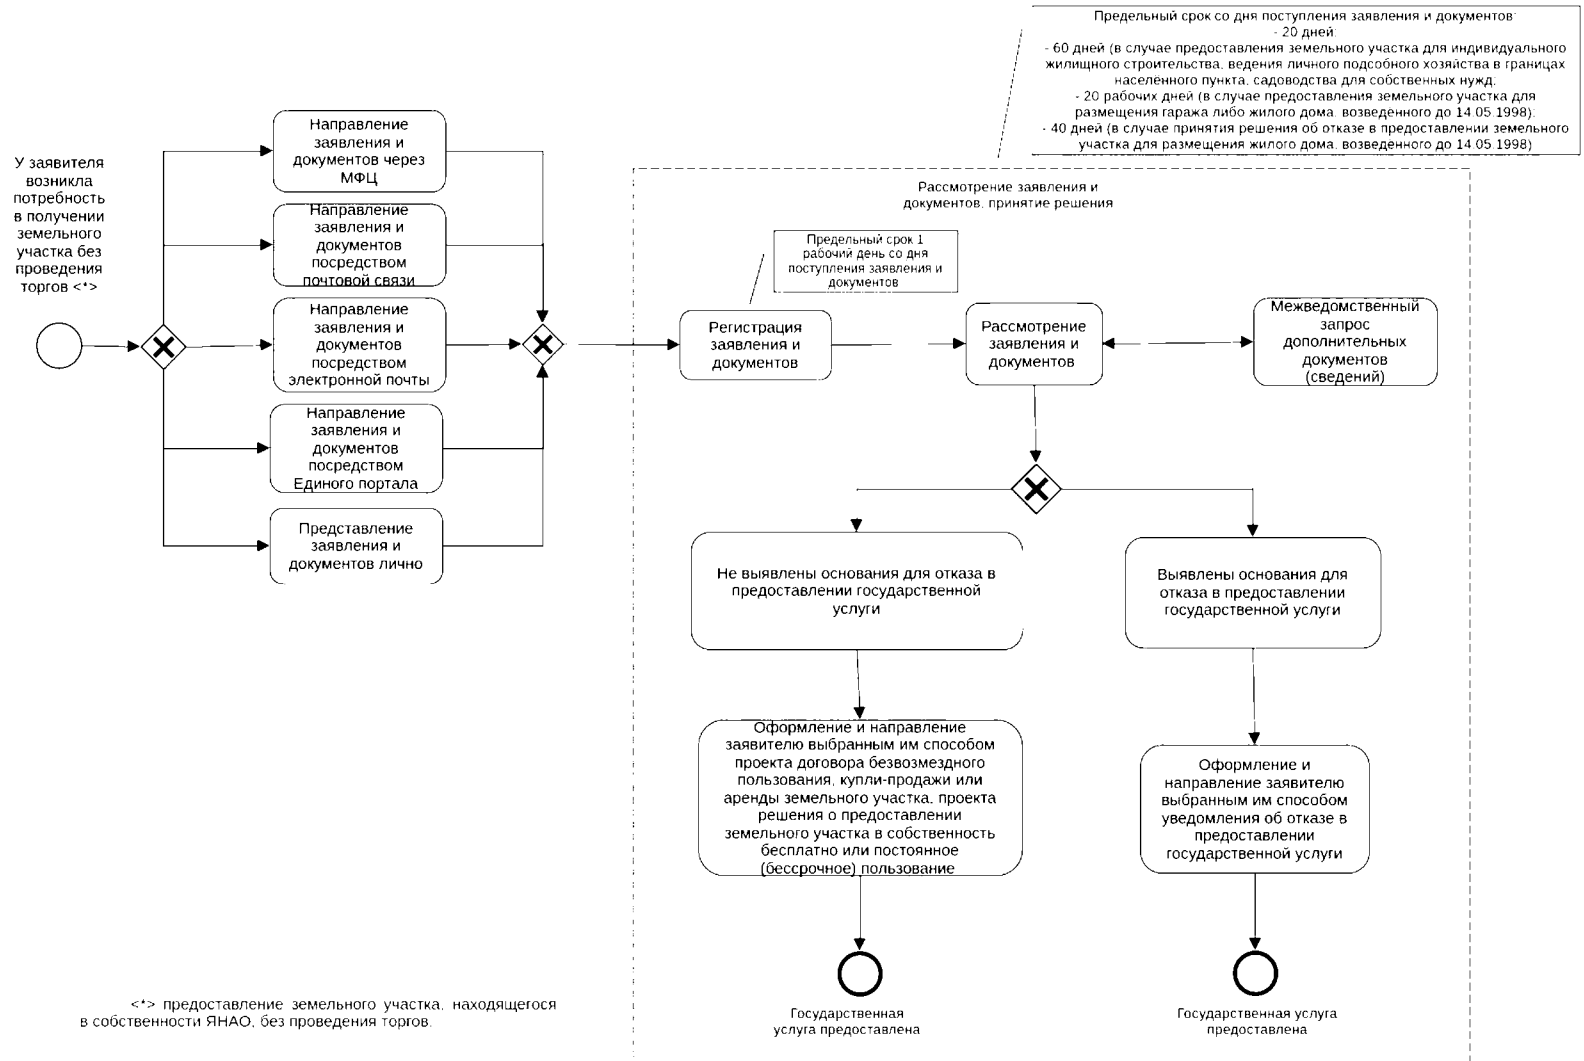 Предельный срок со дня поступления заявления и документов:
- 20 дней;
- 60 дней (в случае предоставления земельного участка для индивидуального
жилищного строительства, ведения личного подсобного хозяйства в границах
населённого пункта, садоводства для собственных нужд;
- 20 рабочих дней (в случае предоставления земельного участка для
размещения гаража либо жилого дома, возведенного до 14.05.1998);
- 40 дней (в случае принятия решения об отказе в предоставлении земельного
участка для размещения жилого дома, возведенного до 14.05.1998)
У заявителя
возникла
потребность
в получении
земельного
участка без
проведения
торгов <*>
Направление
заявления и
документов через
МФЦ
Направление
заявления и
документов
посредством
почтовой связи
Направление
заявления и
документов
посредством
электронной почты
Направление
заявления и
документов
посредством
Единого портала
Представление
заявления и
документов лично
Рассмотрение заявления и
документов, принятие решения
Предельный срок 1
рабочий день со дня
поступления заявления и
документов
Регистрация
заявления и
документов
Рассмотрение
заявления и
документов
Межведомственный
запрос
дополнительных
документов
(сведений)
Не выявлены основания для отказа в
предоставлении государственной
услуги
Выявлены основания для
отказа в предоставлении
государственной услуги
Оформление и направление
заявителю выбранным им способом
проекта договора безвозмездного
пользования, купли-продажи или
аренды земельного участка, проекта
решения о предоставлении
земельного участка в собственность
бесплатно или постоянное
(бессрочное) пользование
Оформление и
направление заявителю
выбранным им способом
уведомления об отказе в
предоставлении
государственной услуги
Государственная
услуга предоставлена
Государственная услуга
предоставлена
<*> предоставление земельного участка, находящегося
в собственности ЯНАО, без проведения торгов.